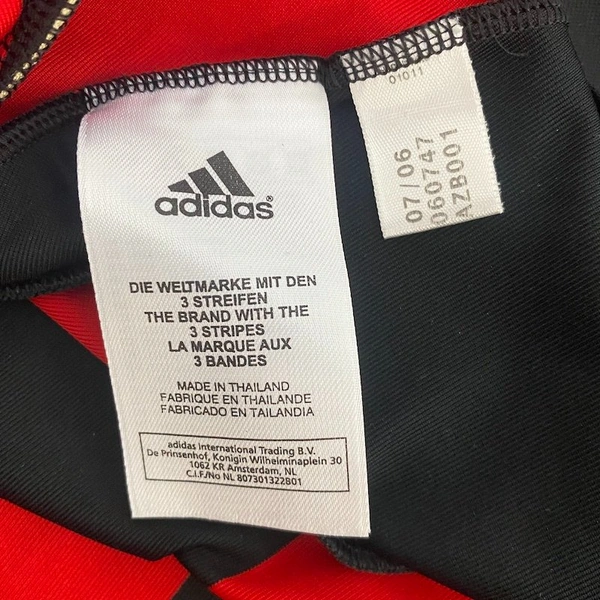 adidas®
DIE WELTMARKE MIT DEN
3 STREIFEN
THE BRAND WITH THE
3 STRIPES
LA MARQUE AUX
3 BANDES
MADE IN THAILAND
FABRIQUE EN THAILANDE
FABRICADO EN TAILANDIA
adidas International Trading B.V.
De Prinsenhof, Konigin Wilhelminaplein 30
1062 KR Amsterdam, NL
C.I.F./No NL 807301322B01
01011
07/06
060747
AZB001